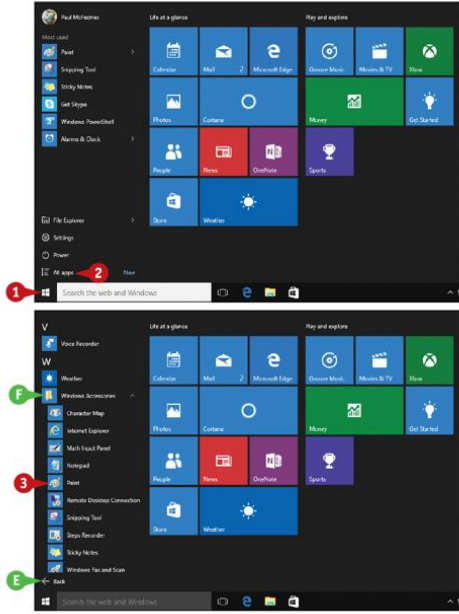 Paul McFedries
Life at a glance
Play and explore
Most used
Paint
Snipping Tool
Sticky Notes
Get Skype
Windows PowerShell
Alarms & Clock
File Explorer
Settings
Power
All apps
New
Calendar
Mail 2
Microsoft Edge
Groove Music
Movies & TV
Xbox
Photos
Cortana
Money
Get Started
People
News
OneNote
Sports
Store
Weather
1
2
Search the web and Windows
V
Life at a glance
Play and explore
Voice Recorder
W
Weather
F
Windows Accessories
Character Map
Internet Explorer
Math Input Panel
Notepad
3
Paint
Remote Desktop Connection
Snipping Tool
Steps Recorder
Sticky Notes
Windows Fax and Scan
E
Back
Calendar
Mail 2
Microsoft Edge
Groove Music
Movies & TV
Xbox
Photos
Cortana
Money
Get Started
People
News
OneNote
Sports
Store
Weather
Search the web and Windows